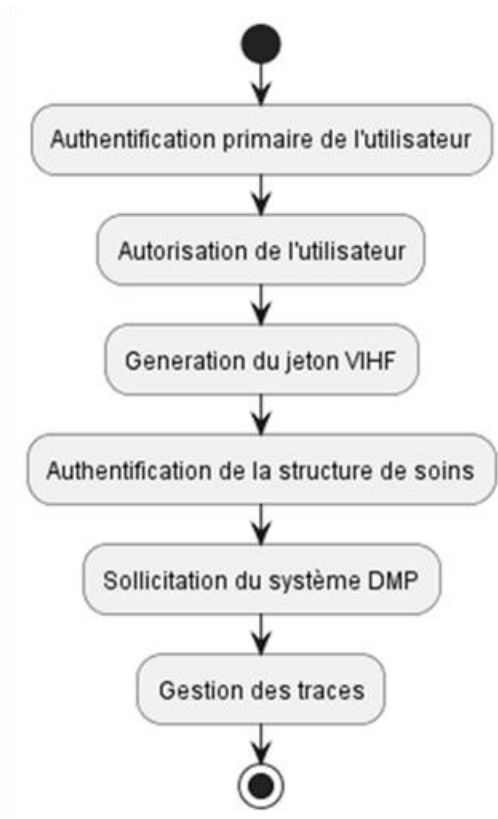 Authentification primaire de l'utilisateur
Autorisation de l'utilisateur
Generation du jeton VIHF
Authentification de la structure de soins
Sollicitation du système DMP
Gestion des traces